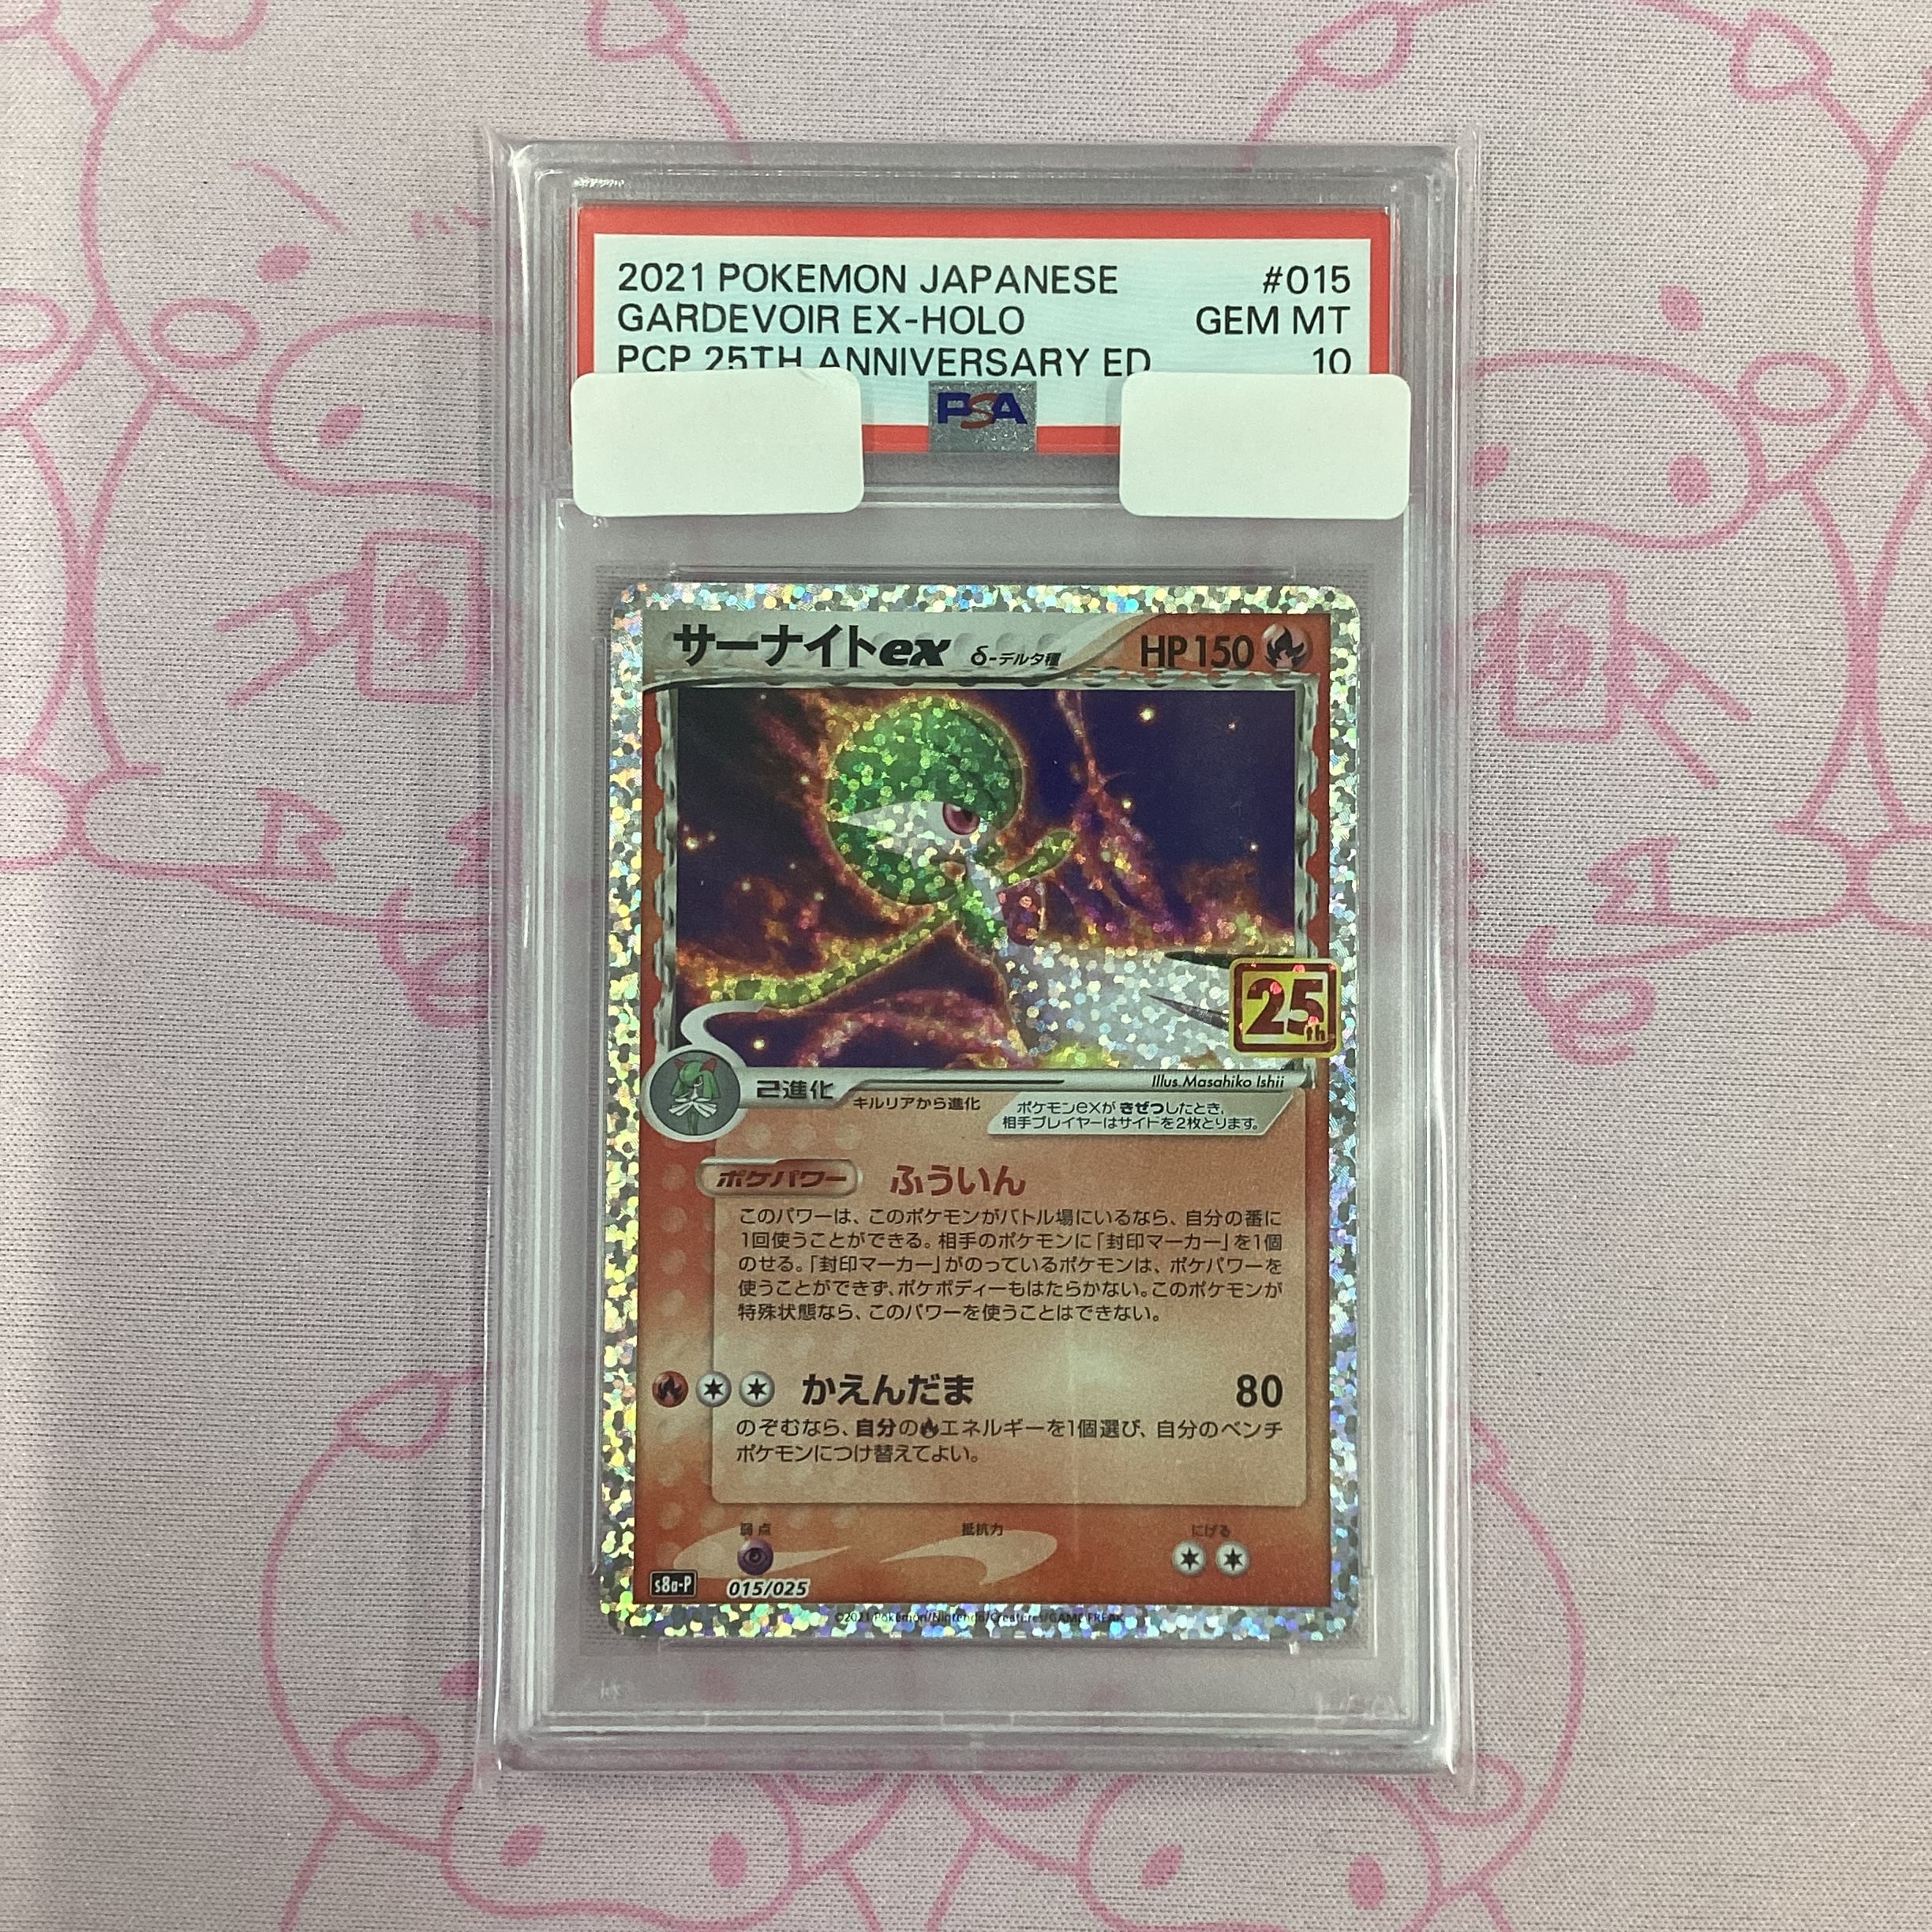 2021 POKEMON JAPANESE #015
GARDEVOIR EX-HOLO GEM MT
PCP 25TH ANNIVERSARY ED 10
PSA
サーナイトex δ-デルタ種 HP150
25th
Illus. Masahiko Ishii
2進化
キルリアから進化
ポケモンexが きぜつしたとき、
相手プレイヤーはサイドを2枚とります。
ポケパワー ふういん
このパワーは、このポケモンがバトル場にいるなら、自分の番に
1回使うことができる。相手のポケモンに「封印マーカー」を1個
のせる。「封印マーカー」がのっているポケモンは、ポケパワーを
使うことができず、ポケボディーもはたらかない。このポケモンが
特殊状態なら、このパワーを使うことはできない。
かえんだま 80
のぞむなら、自分のエネルギーを1個選び、自分のベンチ
ポケモンにつけ替えてよい。
弱点 抵抗力 にげる
s8a-P 015/025
©2021 Pokémon/Nintendo/Creatures/GAME FREAK